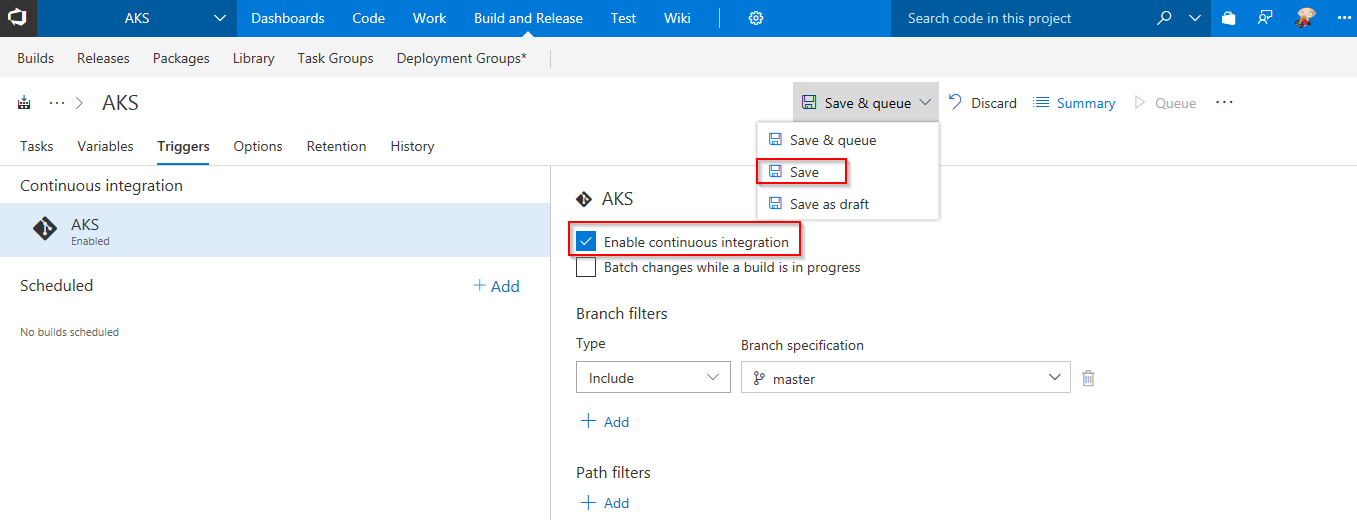 AKS Dashboards Code Work Build and Release Test Wiki Search code in this project
Builds Releases Packages Library Task Groups Deployment Groups*
AKS Save & queue Discard Summary Queue
Save & queue
Save
Save as draft
Tasks Variables Triggers Options Retention History
Continuous integration
AKS
Enabled
Scheduled + Add
No builds scheduled
AKS
Enable continuous integration
Batch changes while a build is in progress
Branch filters
Type Branch specification
Include master
+ Add
Path filters
+ Add